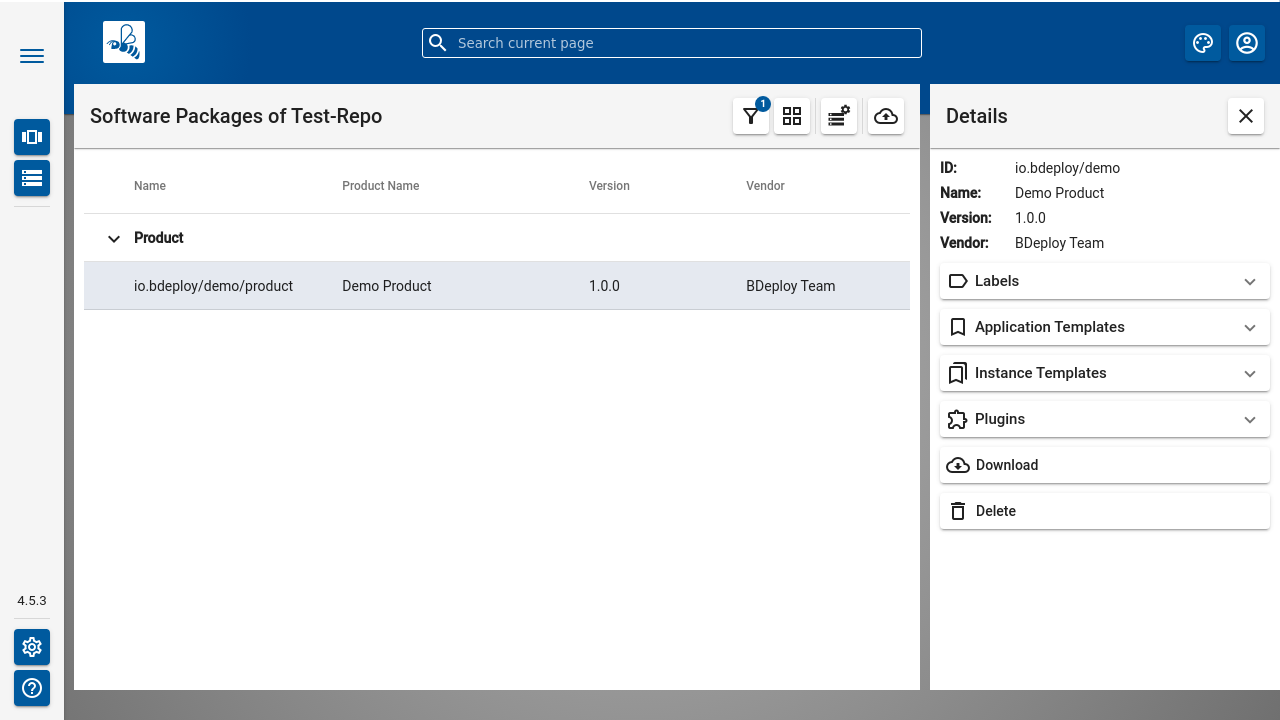 Search current page
Software Packages of Test-Repo
1
Details
Name Product Name Version Vendor
Product
io.bdeploy/demo/product Demo Product 1.0.0 BDeploy Team
ID: io.bdeploy/demo
Name: Demo Product
Version: 1.0.0
Vendor: BDeploy Team
Labels
Application Templates
Instance Templates
Plugins
Download
Delete
4.5.3